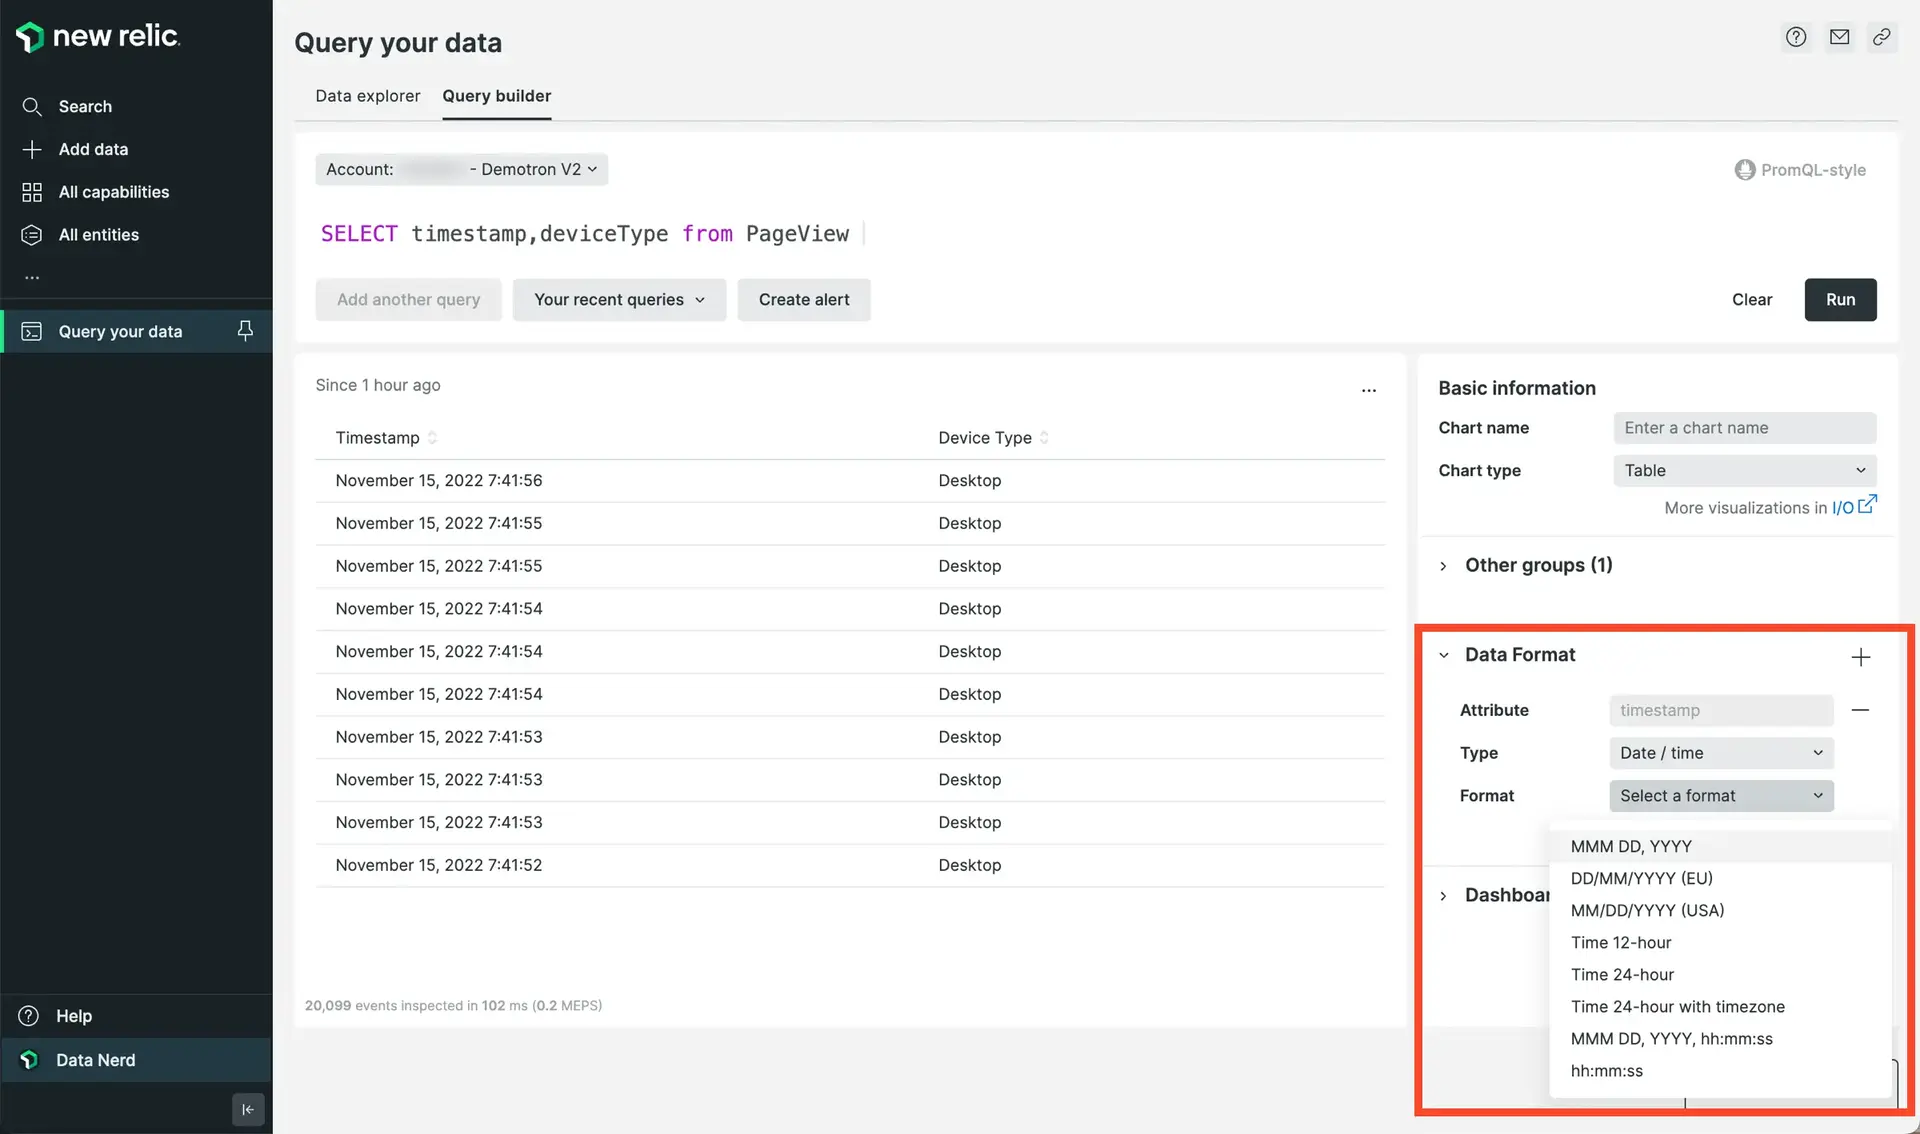 new relic.
Search
Add data
All capabilities
All entities
...
Query your data
Help
Data Nerd
Query your data
Data explorer
Query builder
Account: - Demotron V2
PromQL-style
SELECT timestamp,deviceType from PageView
Add another query
Your recent queries
Create alert
Clear
Run
Since 1 hour ago
...
Timestamp Device Type
November 15, 2022 7:41:56 Desktop
November 15, 2022 7:41:55 Desktop
November 15, 2022 7:41:55 Desktop
November 15, 2022 7:41:54 Desktop
November 15, 2022 7:41:54 Desktop
November 15, 2022 7:41:54 Desktop
November 15, 2022 7:41:53 Desktop
November 15, 2022 7:41:53 Desktop
November 15, 2022 7:41:53 Desktop
November 15, 2022 7:41:52 Desktop
20,099 events inspected in 102 ms (0.2 MEPS)
Basic information
Chart name Enter a chart name
Chart type Table
More visualizations in I/O
Other groups (1)
Data Format
Attribute timestamp
Type Date / time
Format Select a format
MMM DD, YYYY
DD/MM/YYYY (EU)
Dashboar
MM/DD/YYYY (USA)
Time 12-hour
Time 24-hour
Time 24-hour with timezone
MMM DD, YYYY, hh:mm:ss
hh:mm:ss